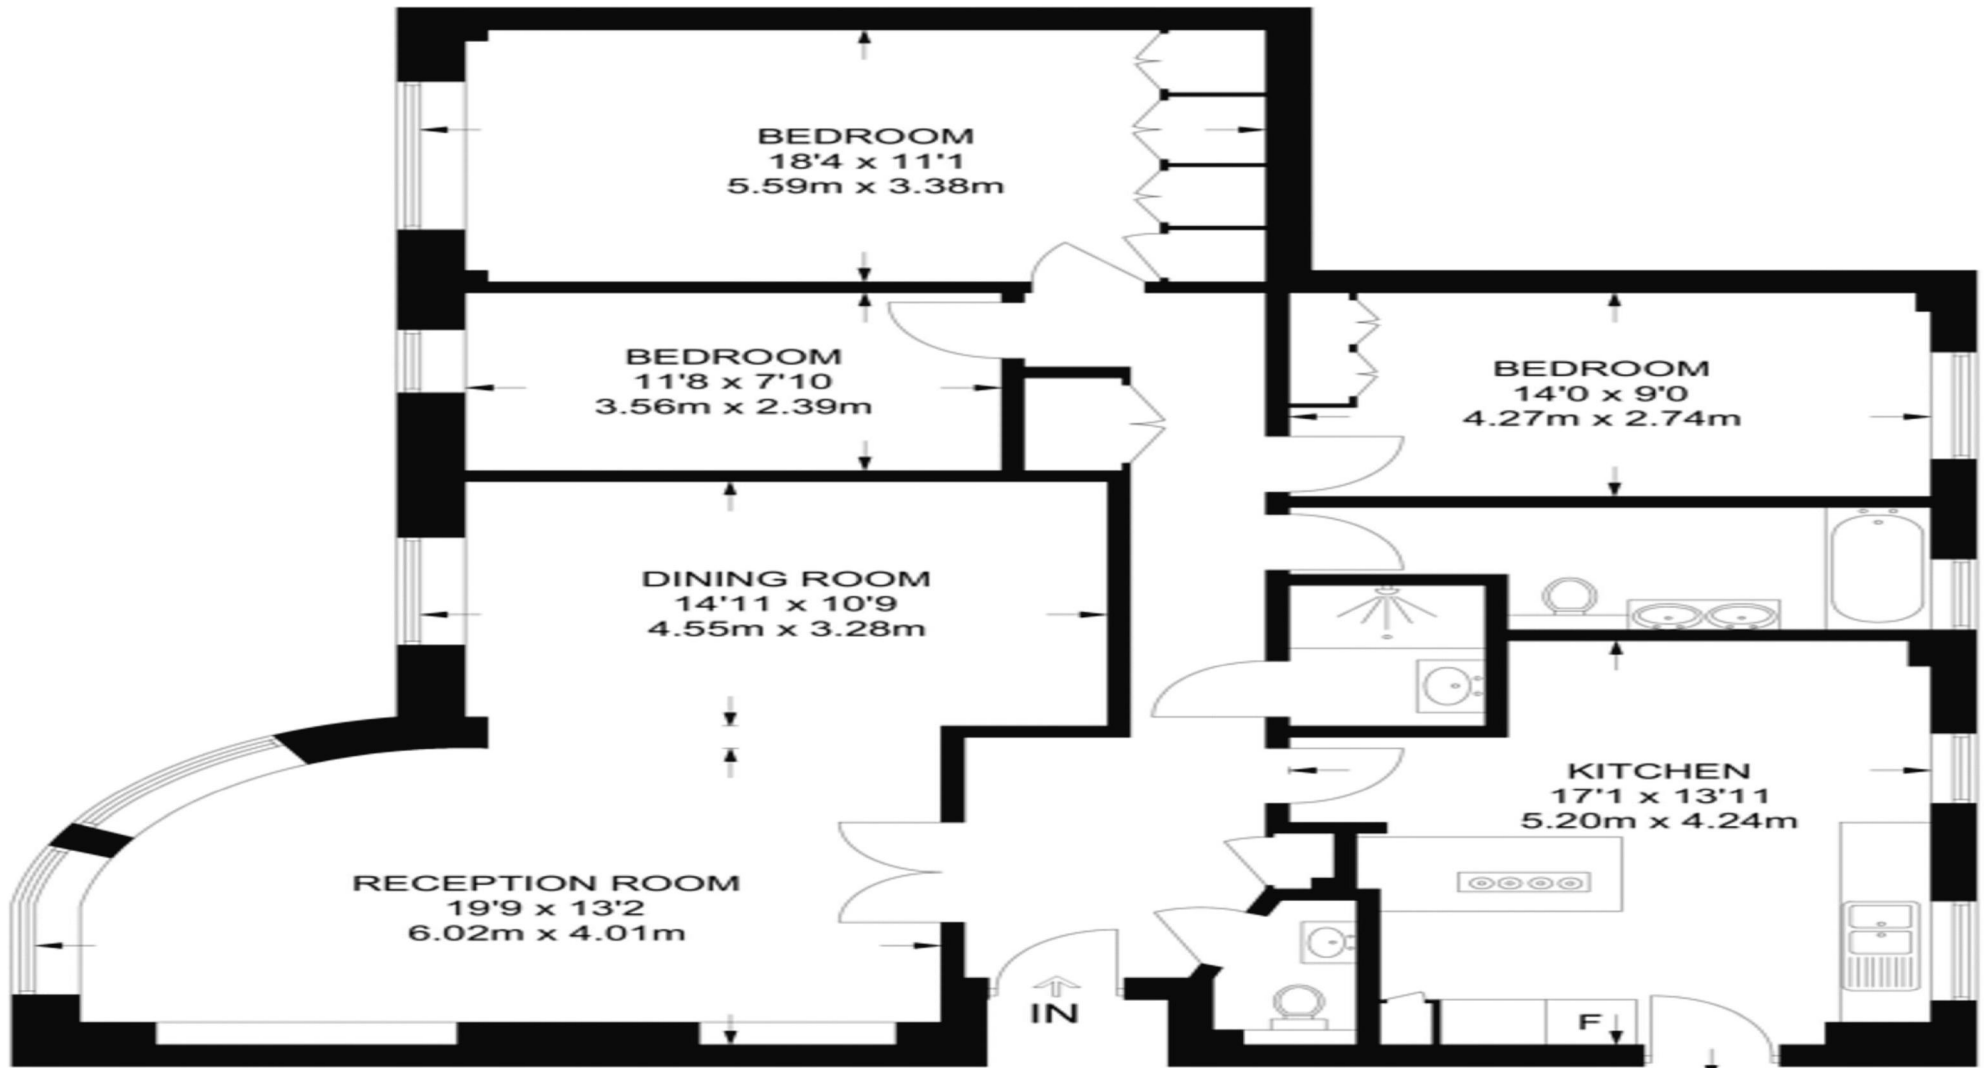 BEDROOM
18'4 x 11'1
5.59m x 3.38m
BEDROOM
11'8 x 7'10
3.56m x 2.39m
BEDROOM
14'0 x 9'0
4.27m x 2.74m
DINING ROOM
14'11 x 10'9
4.55m x 3.28m
KITCHEN
17'1 x 13'11
5.20m x 4.24m
RECEPTION ROOM
19'9 x 13'2
6.02m x 4.01m
IN
F